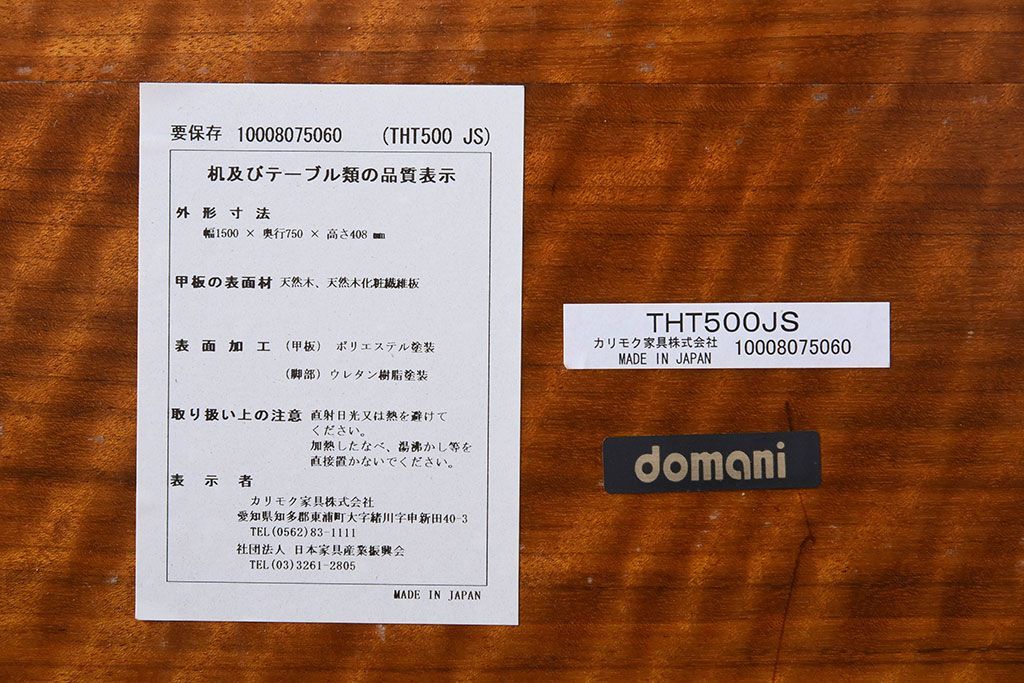 要保存 10008075060 (THT500 JS)
机及びテーブル類の品質表示
外形寸法
幅1500 × 奥行750 × 高さ408 mm
甲板の表面材 天然木、天然木化粧繊維板
表面加工 (甲板) ポリエステル塗装
(脚部) ウレタン樹脂塗装
取り扱い上の注意 直射日光又は熱を避けて
ください。
加熱したなべ、湯沸かし等を
直接置かないでください。
表示者
カリモク家具株式会社
愛知県知多郡東浦町大字緒川字申新田40-3
TEL(0562)83-1111
社団法人 日本家具産業振興会
TEL(03)3261-2805
MADE IN JAPAN
THT500JS
カリモク家具株式会社 10008075060
MADE IN JAPAN
domani